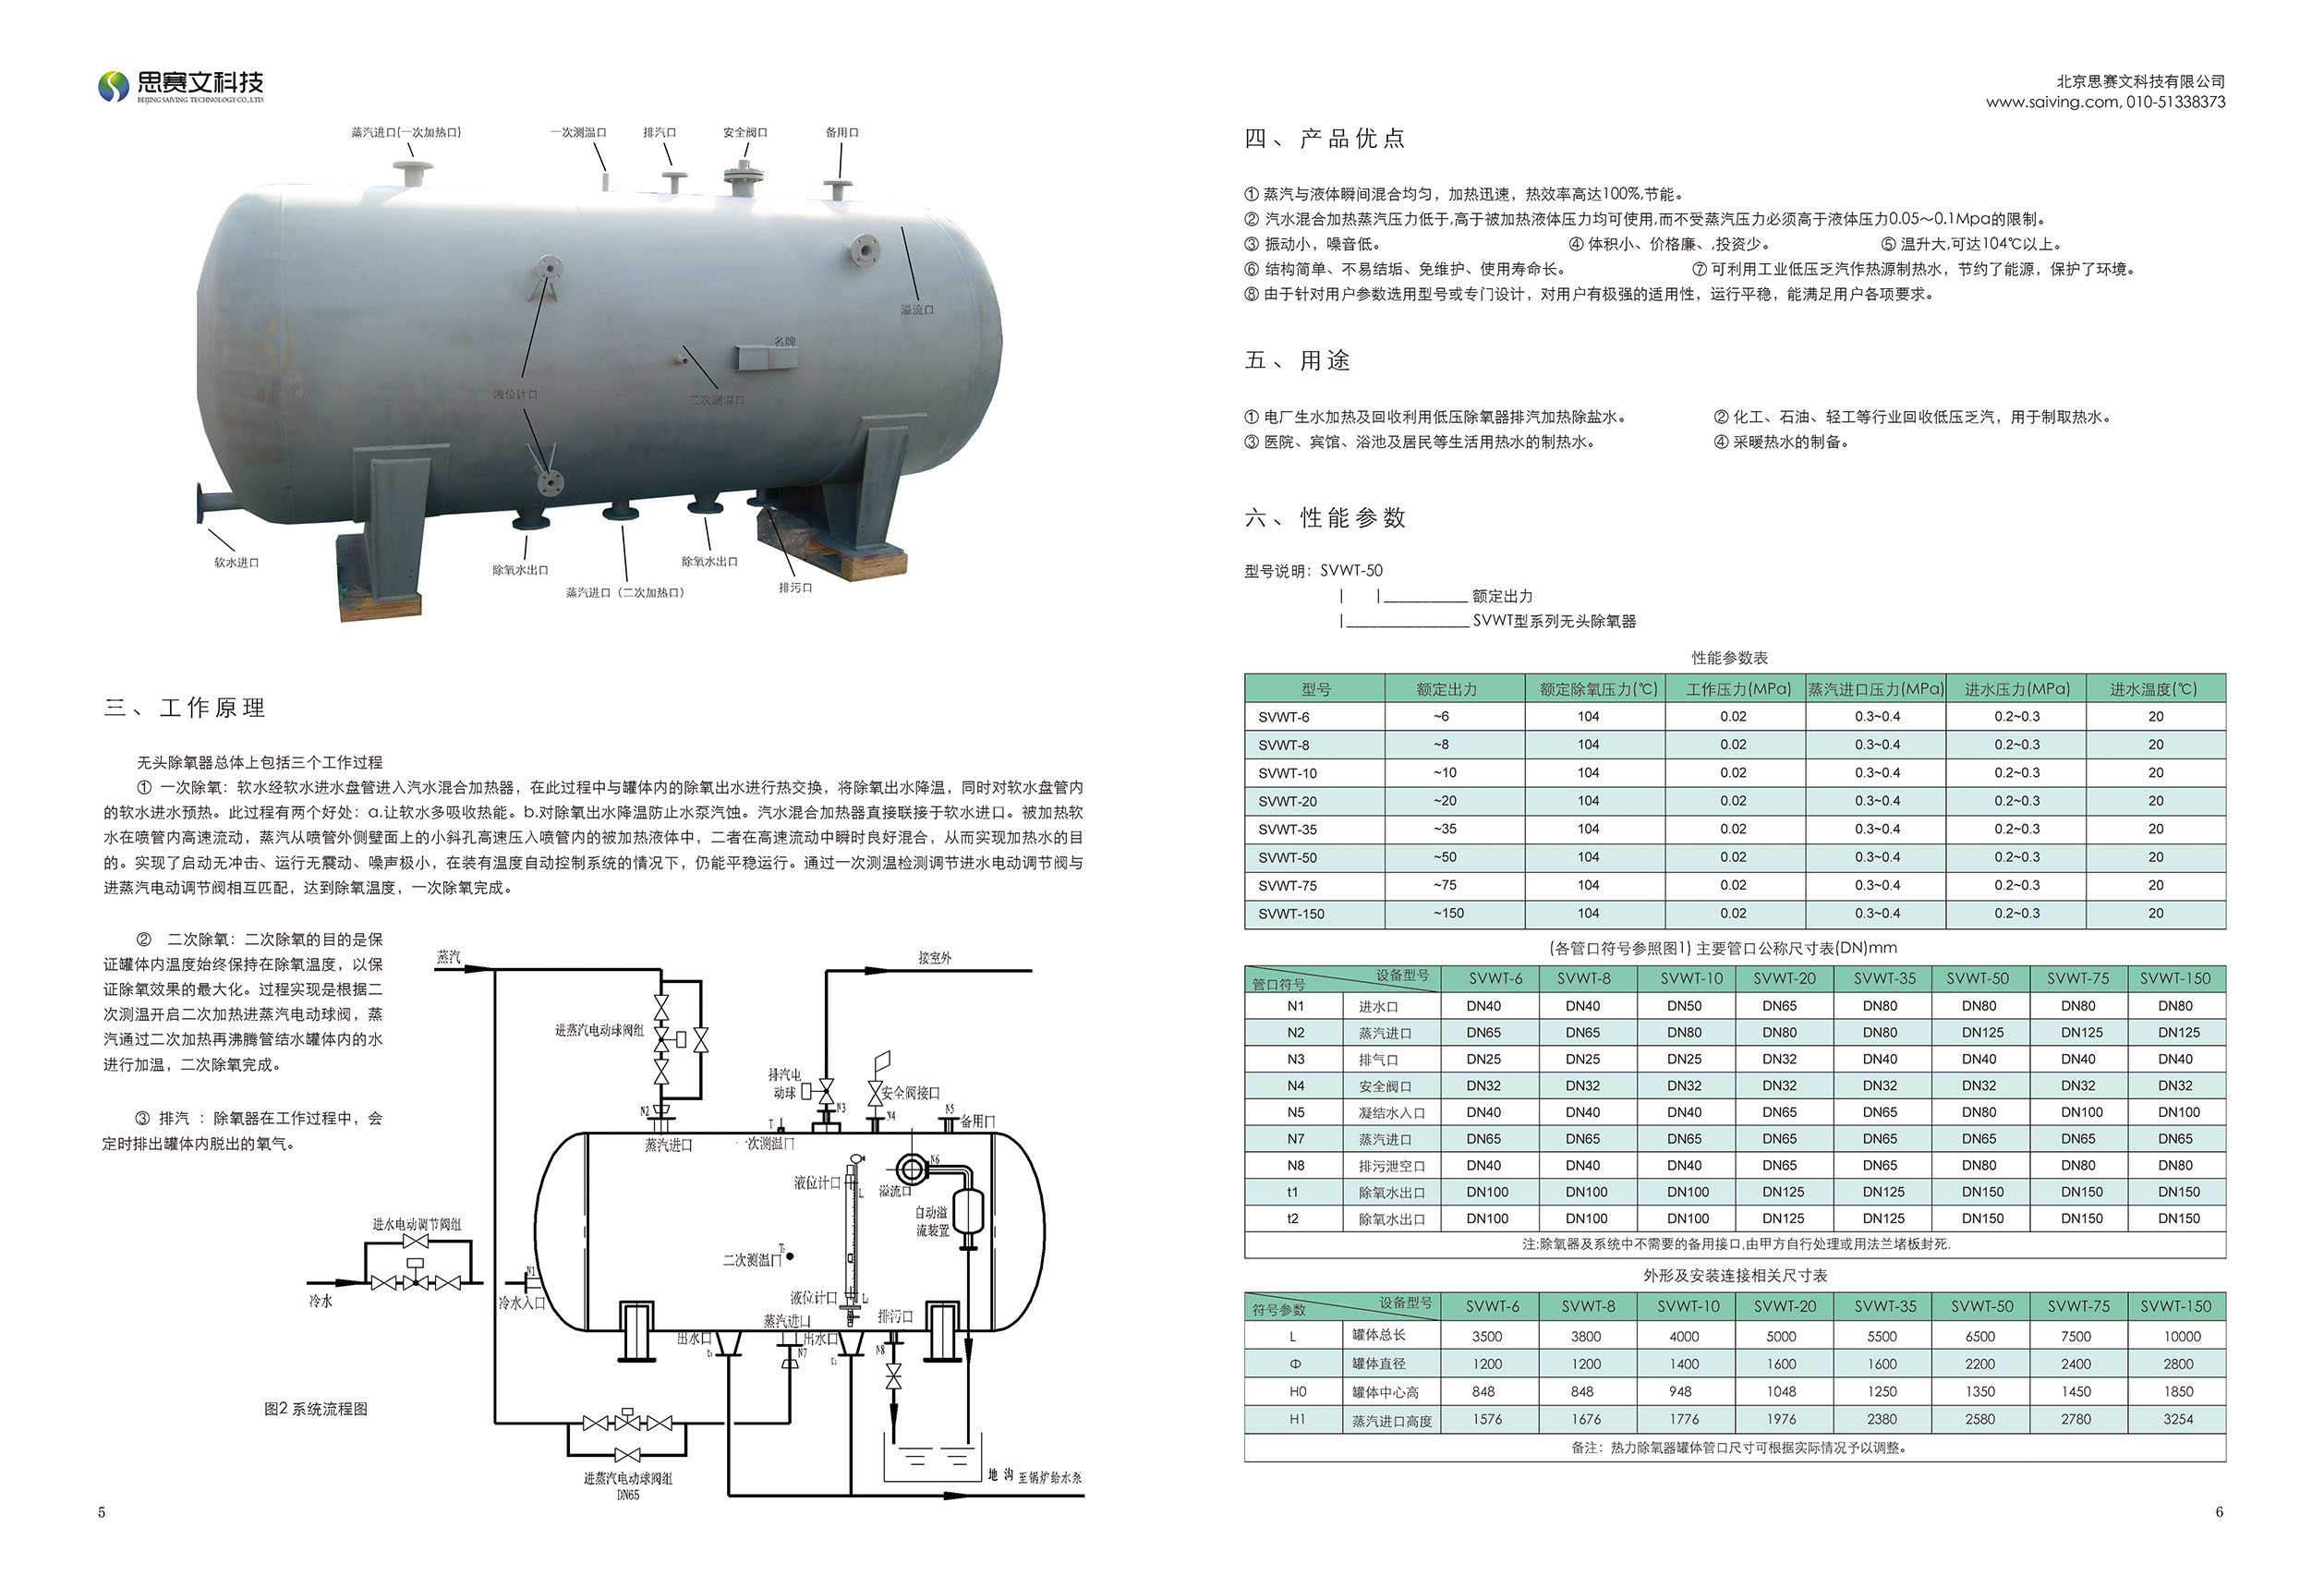 思赛文科技
BEIJING SAIVING TECHNOLOGY CO.,LTD.
蒸汽进口(一次加热口)
一次测温口
排汽口
安全阀口
备用口
溢流口
名牌
液位计口
二次测温口
软水进口
除氧水出口
蒸汽进口（二次加热口）
除氧水出口
排污口
三、工作原理
无头除氧器总体上包括三个工作过程
① 一次除氧：软水经软水进水盘管进入汽水混合加热器，在此过程中与罐体内的除氧出水进行热交换，将除氧出水降温，同时对软水盘管内
的软水进水预热。此过程有两个好处：a.让软水多吸收热能。b.对除氧出水降温防止水泵汽蚀。汽水混合加热器直接联接于软水进口。被加热软
水在喷管内高速流动，蒸汽从喷管外侧壁面上的小斜孔高速压入喷管内的被加热液体中，二者在高速流动中瞬时良好混合，从而实现加热水的目
的。实现了启动无冲击、运行无震动、噪声极小，在装有温度自动控制系统的情况下，仍能平稳运行。通过一次测温检测调节进水电动调节阀与
进蒸汽电动调节阀相互匹配，达到除氧温度，一次除氧完成。
② 二次除氧：二次除氧的目的是保
证罐体内温度始终保持在除氧温度，以保
证除氧效果的最大化。过程实现是根据二
次测温开启二次加热进蒸汽电动球阀，蒸
汽通过二次加热再沸腾管结水罐体内的水
进行加温，二次除氧完成。
③ 排汽 ：除氧器在工作过程中，会
定时排出罐体内脱出的氧气。
蒸汽
接室外
进蒸汽电动球阀组
排汽电
动球
安全阀接口
N2
N3
N4
N5
备用口
蒸汽进口
T
一次测温口
N6
液位计口
L
溢流口
自动溢
流装置
进水电动调节阀组
二次测温口
冷水
N1
冷水入口
液位计口
L
蒸汽进口
排污口
出水口
出水口
N7
N8
进蒸汽电动球阀组
DN65
地 沟
至锅炉给水泵
图2 系统流程图
5
北京思赛文科技有限公司
www.saiving.com, 010-51338373
四、产品优点
① 蒸汽与液体瞬间混合均匀，加热迅速，热效率高达100%,节能。
② 汽水混合加热蒸汽压力低于,高于被加热液体压力均可使用,而不受蒸汽压力必须高于液体压力0.05～0.1Mpa的限制。
③ 振动小，噪音低。 ④ 体积小、价格廉、,投资少。 ⑤ 温升大,可达104℃以上。
⑥ 结构简单、不易结垢、免维护、使用寿命长。 ⑦ 可利用工业低压乏汽作热源制热水，节约了能源，保护了环境。
⑧ 由于针对用户参数选用型号或专门设计，对用户有极强的适用性，运行平稳，能满足用户各项要求。
五、用途
① 电厂生水加热及回收利用低压除氧器排汽加热除盐水。 ② 化工、石油、轻工等行业回收低压乏汽，用于制取热水。
③ 医院、宾馆、浴池及居民等生活用热水的制热水。 ④ 采暖热水的制备。
六、性能参数
型号说明：SVWT-50
额定出力
SVWT型系列无头除氧器
性能参数表
型号 额定出力 额定除氧压力(℃) 工作压力(MPa) 蒸汽进口压力(MPa) 进水压力(MPa) 进水温度(℃)
SVWT-6 ~6 104 0.02 0.3~0.4 0.2~0.3 20
SVWT-8 ~8 104 0.02 0.3~0.4 0.2~0.3 20
SVWT-10 ~10 104 0.02 0.3~0.4 0.2~0.3 20
SVWT-20 ~20 104 0.02 0.3~0.4 0.2~0.3 20
SVWT-35 ~35 104 0.02 0.3~0.4 0.2~0.3 20
SVWT-50 ~50 104 0.02 0.3~0.4 0.2~0.3 20
SVWT-75 ~75 104 0.02 0.3~0.4 0.2~0.3 20
SVWT-150 ~150 104 0.02 0.3~0.4 0.2~0.3 20
(各管口符号参照图1) 主要管口公称尺寸表(DN)mm
管口符号 设备型号 SVWT-6 SVWT-8 SVWT-10 SVWT-20 SVWT-35 SVWT-50 SVWT-75 SVWT-150
N1 进水口 DN40 DN40 DN50 DN65 DN80 DN80 DN80 DN80
N2 蒸汽进口 DN65 DN65 DN80 DN80 DN80 DN125 DN125 DN125
N3 排气口 DN25 DN25 DN25 DN32 DN40 DN40 DN40 DN40
N4 安全阀口 DN32 DN32 DN32 DN32 DN32 DN32 DN32 DN32
N5 凝结水入口 DN40 DN40 DN40 DN65 DN65 DN80 DN100 DN100
N7 蒸汽进口 DN65 DN65 DN65 DN65 DN65 DN65 DN65 DN65
N8 排污泄空口 DN40 DN40 DN40 DN65 DN65 DN80 DN80 DN80
t1 除氧水出口 DN100 DN100 DN100 DN125 DN125 DN150 DN150 DN150
t2 除氧水出口 DN100 DN100 DN100 DN125 DN125 DN150 DN150 DN150
注:除氧器及系统中不需要的备用接口,由甲方自行处理或用法兰堵板封死.
外形及安装连接相关尺寸表
符号参数 设备型号 SVWT-6 SVWT-8 SVWT-10 SVWT-20 SVWT-35 SVWT-50 SVWT-75 SVWT-150
L 罐体总长 3500 3800 4000 5000 5500 6500 7500 10000
Φ 罐体直径 1200 1200 1400 1600 1600 2200 2400 2800
H0 罐体中心高 848 848 948 1048 1250 1350 1450 1850
H1 蒸汽进口高度 1576 1676 1776 1976 2380 2580 2780 3254
备注：热力除氧器罐体管口尺寸可根据实际情况予以调整。
6